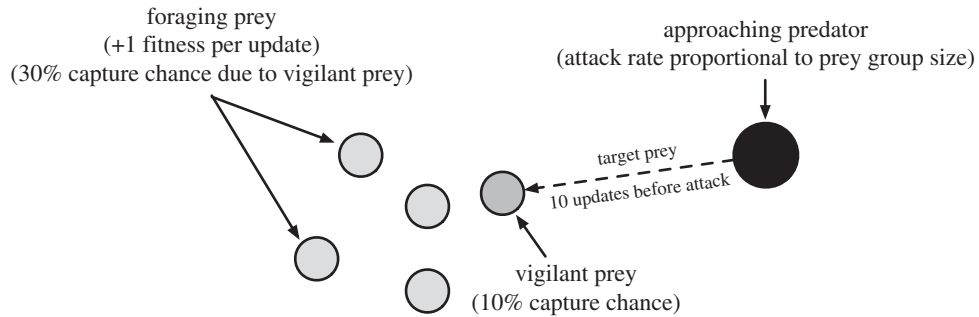 foraging prey
(+1 fitness per update)
(30% capture chance due to vigilant prey)
approaching predator
(attack rate proportional to prey group size)
target prey
10 updates before attack
vigilant prey
(10% capture chance)